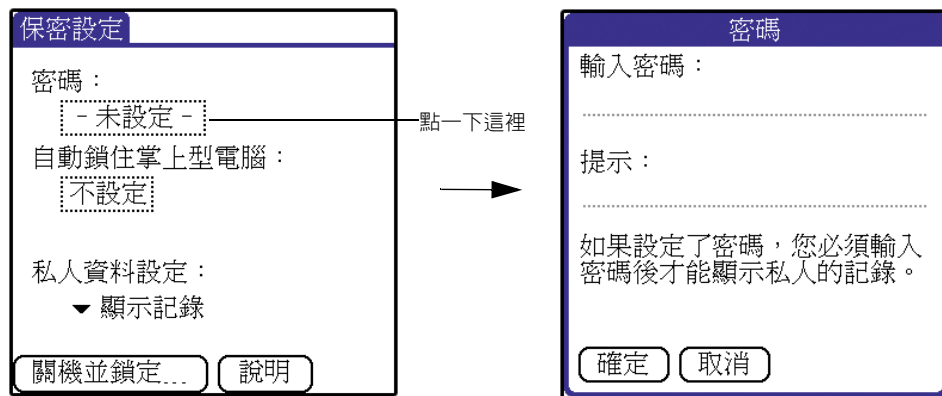 保密設定
密碼：
- 未設定 -
點一下這裡
自動鎖住掌上型電腦：
不設定
私人資料設定：
顯示記錄
關機並鎖定...
說明
密碼
輸入密碼：
提示：
如果設定了密碼，您必須輸入
密碼後才能顯示私人的記錄。
確定
取消